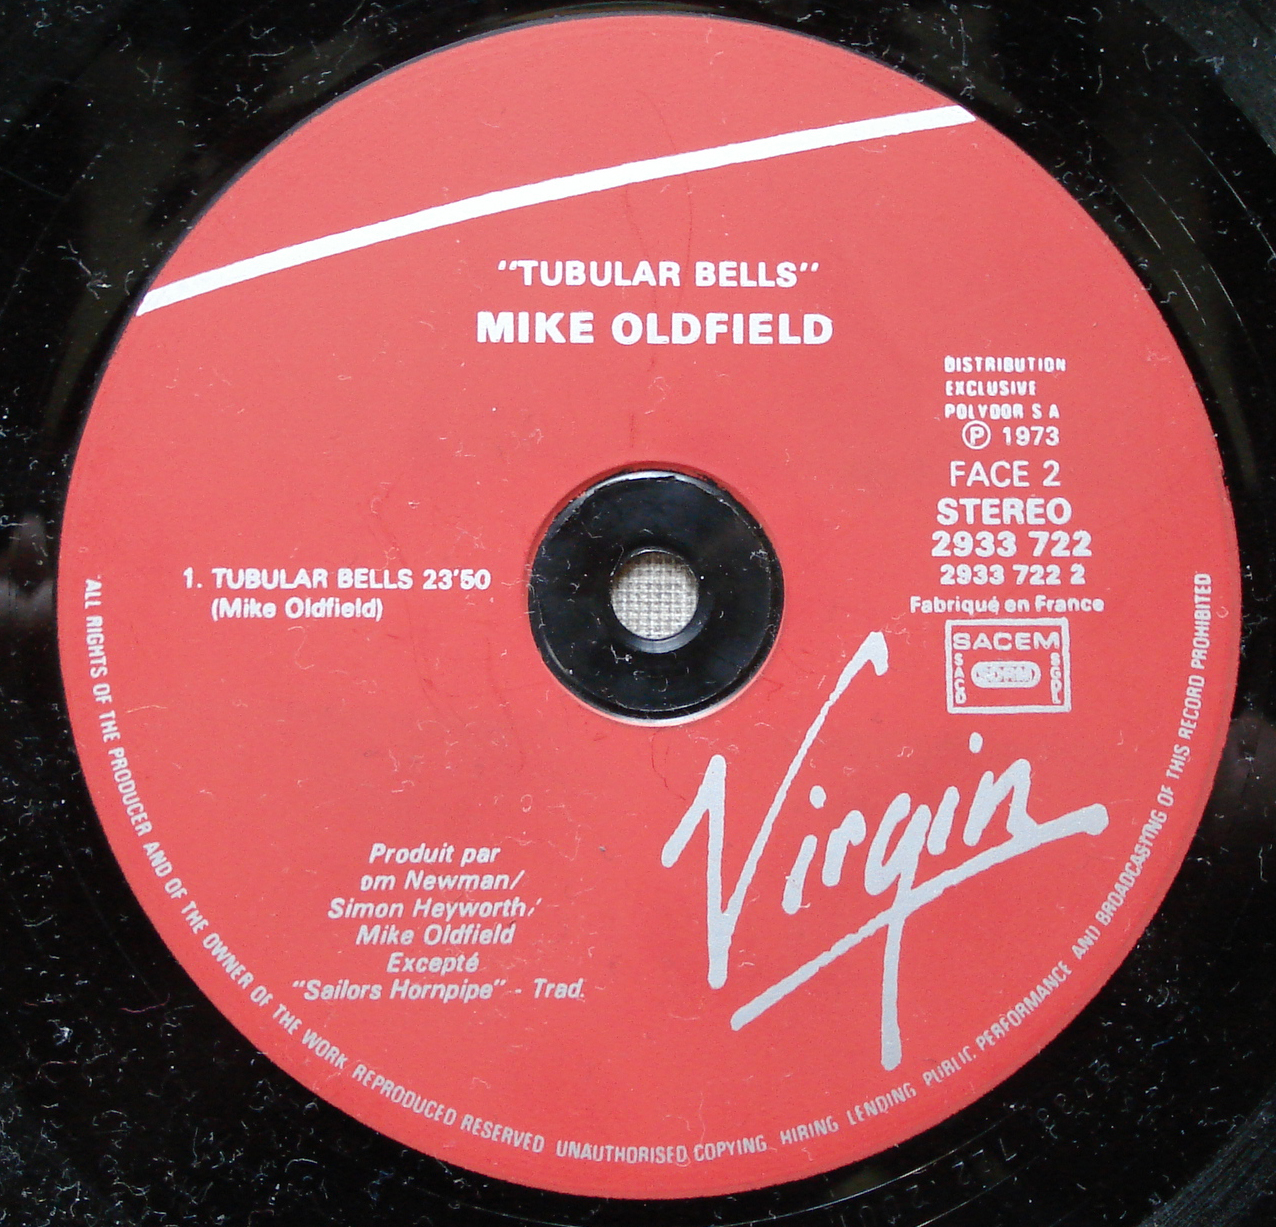 “TUBULAR BELLS”
MIKE OLDFIELD
DISTRIBUTION
EXCLUSIVE
POLYDOR S A
Ⓟ 1973
FACE 2
STEREO
2933 722
2933 722 2
Fabriqué en France
SACEM
SACD
SDRM
SGDL
1. TUBULAR BELLS 23'50
(Mike Oldfield)
Virgin
Produit par
om Newman/
Simon Heyworth/
Mike Oldfield
Excepté
“Sailors Hornpipe” - Trad.
ALL RIGHTS OF THE PRODUCER AND OF THE OWNER OF THE WORK REPRODUCED RESERVED UNAUTHORISED COPYING HIRING LENDING PUBLIC PERFORMANCE AND BROADCASTING OF THIS RECORD PROHIBITED